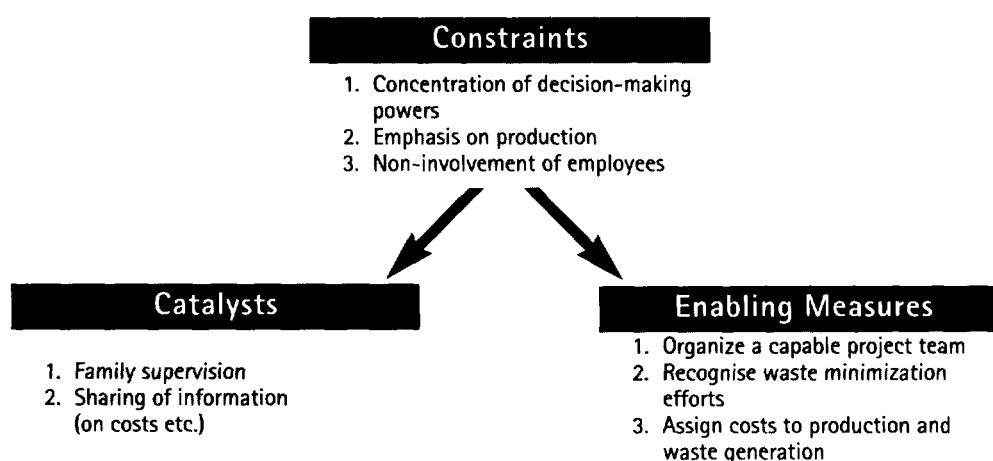 Constraints
1. Concentration of decision-making
powers
2. Emphasis on production
3. Non-involvement of employees
Catalysts
1. Family supervision
2. Sharing of information
(on costs etc.)
Enabling Measures
1. Organize a capable project team
2. Recognise waste minimization
efforts
3. Assign costs to production and
waste generation